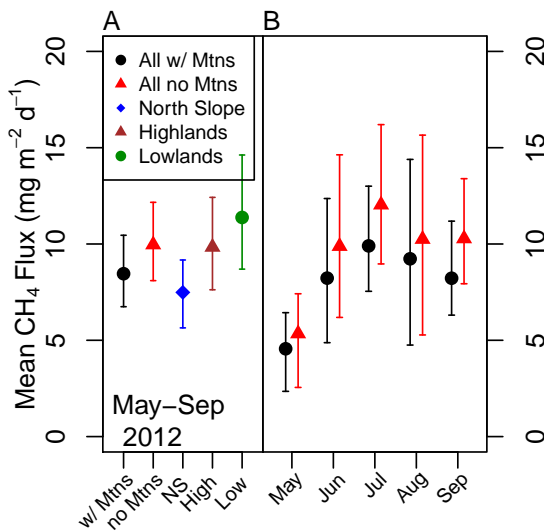 A
B
Mean CH4 Flux (mg m−2 d−1)
20
15
10
5
0
All w/ Mtns
All no Mtns
North Slope
Highlands
Lowlands
May−Sep
2012
w/ Mtns
no Mtns
NS
High
Low
May
Jun
Jul
Aug
Sep
20
15
10
5
0